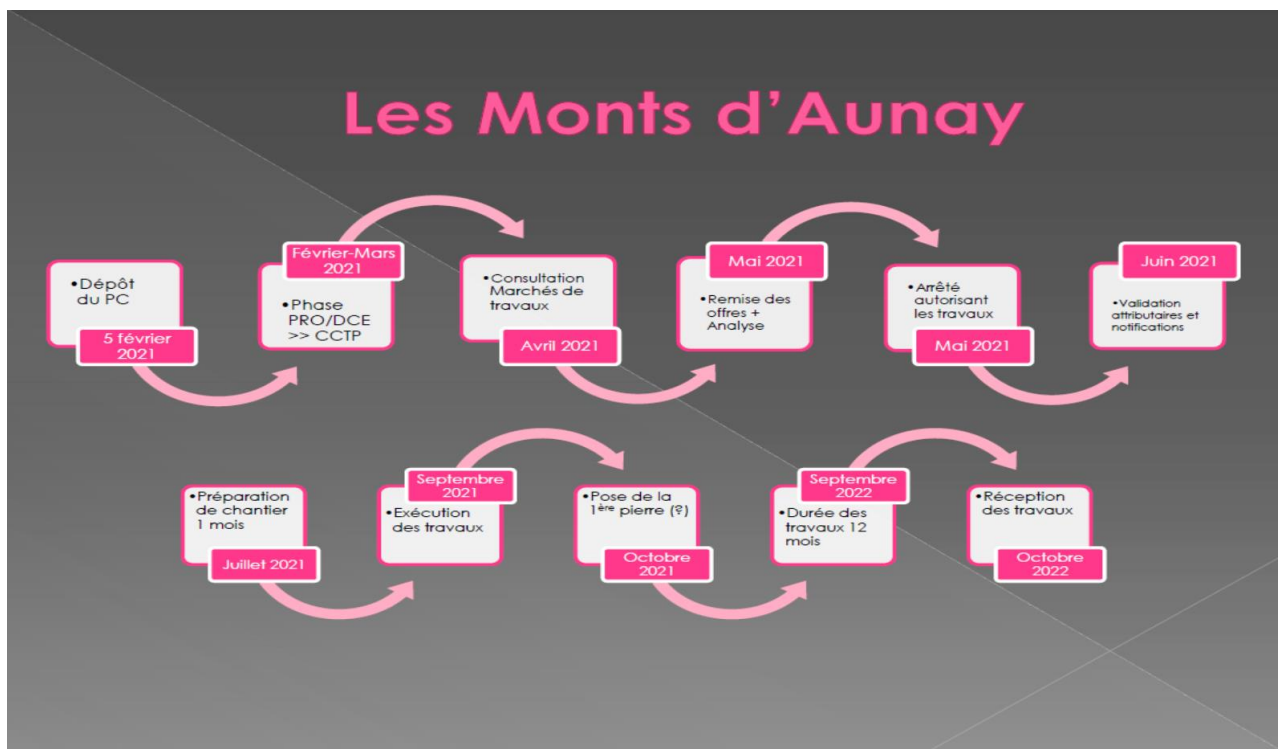 Les Monts d'Aunay
•Dépôt
du PC
5 février
2021
Février-Mars
2021
•Phase
PRO/DCE
>> CCTP
•Consultation
Marchés de
travaux
Avril 2021
Mai 2021
•Remise des
offres +
Analyse
•Arrêté
autorisant
les travaux
Mai 2021
Juin 2021
•Validation
attributaires et
notifications
•Préparation
de chantier
1 mois
Juillet 2021
Septembre
2021
•Exécution
des travaux
•Pose de la
1ère pierre (?)
Octobre
2021
Septembre
2022
•Durée des
travaux 12
mois
•Réception
des travaux
Octobre
2022